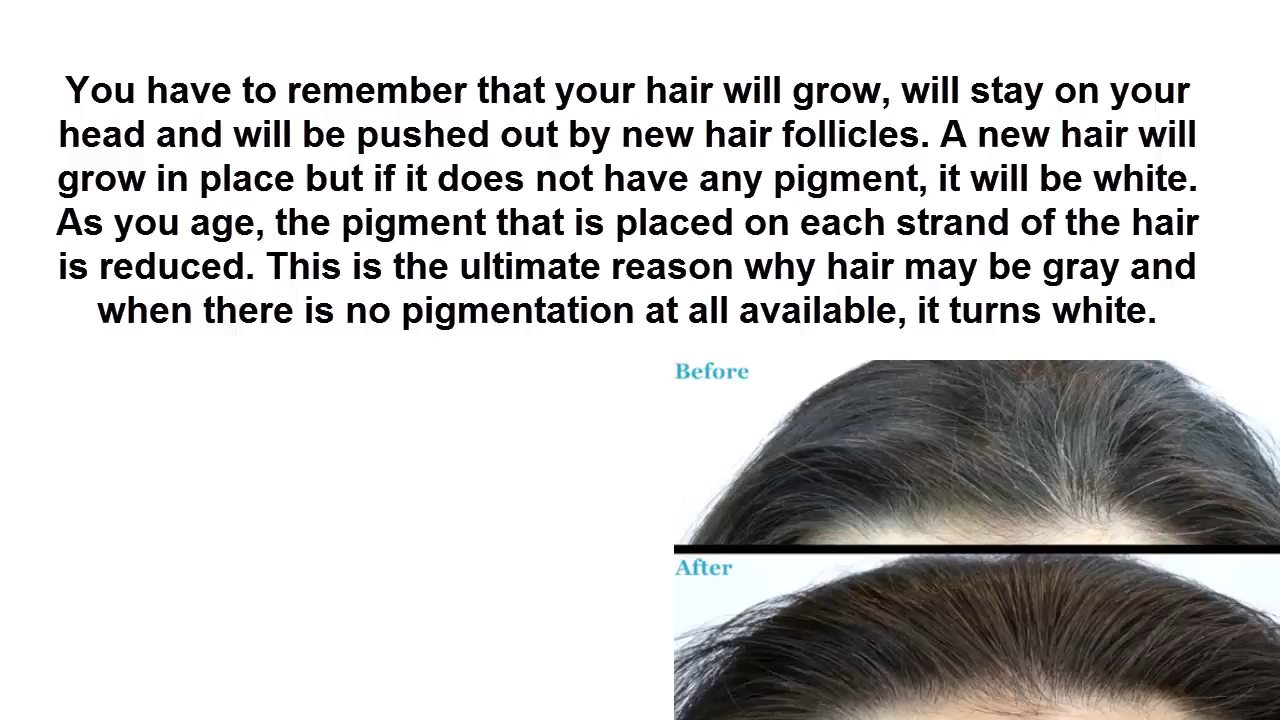 You have to remember that your hair will grow, will stay on your
head and will be pushed out by new hair follicles. A new hair will
grow in place but if it does not have any pigment, it will be white.
As you age, the pigment that is placed on each strand of the hair
is reduced. This is the ultimate reason why hair may be gray and
when there is no pigmentation at all available, it turns white.
Before
After